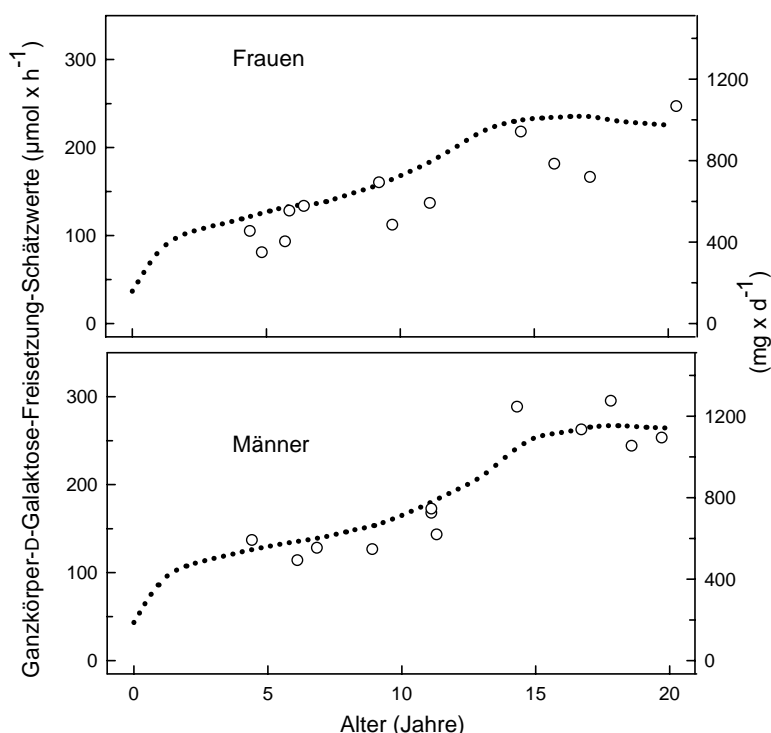 Ganzkörper-D-Galaktose-Freisetzung-Schätzwerte (µmol x h⁻¹)
(mg x d⁻¹)
Frauen
300
200
100
0
1200
800
400
0
Männer
300
200
100
0
1200
800
400
0
0 5 10 15 20
Alter (Jahre)